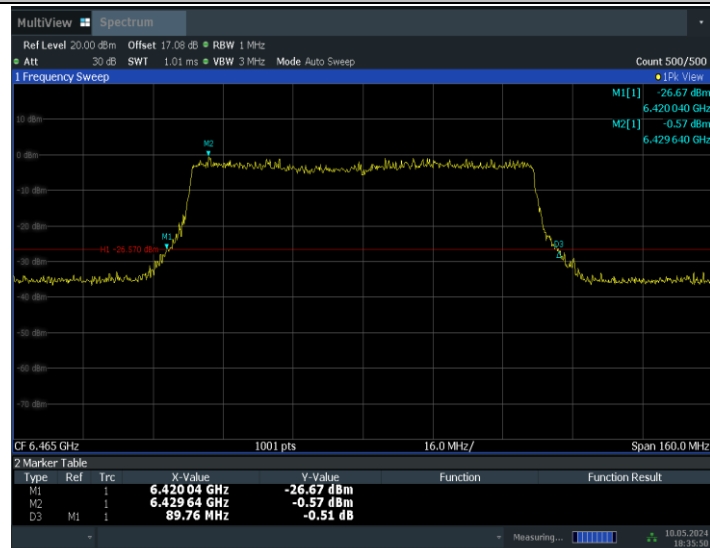 MultiView Spectrum
Ref Level 20.00 dBm Offset 17.08 dB RBW 1 MHz
Att 30 dB SWT 1.01 ms VBW 3 MHz Mode Auto Sweep Count 500/500
1 Frequency Sweep 1Pk View
M1[1] -26.67 dBm
6.420 040 GHz
M2[1] -0.57 dBm
6.429 640 GHz
10 dBm
M2
0 dBm
-10 dBm
-20 dBm
M1
D3
H1 -26.570 dBm
-30 dBm
-40 dBm
-50 dBm
-60 dBm
-70 dBm
CF 6.465 GHz 1001 pts 16.0 MHz/ Span 160.0 MHz
2 Marker Table
Type Ref Trc X-Value Y-Value Function Function Result
M1 1 6.420 04 GHz -26.67 dBm
M2 1 6.429 64 GHz -0.57 dBm
D3 M1 1 89.76 MHz -0.51 dB
Measuring... 10.05.2024
18:35:50